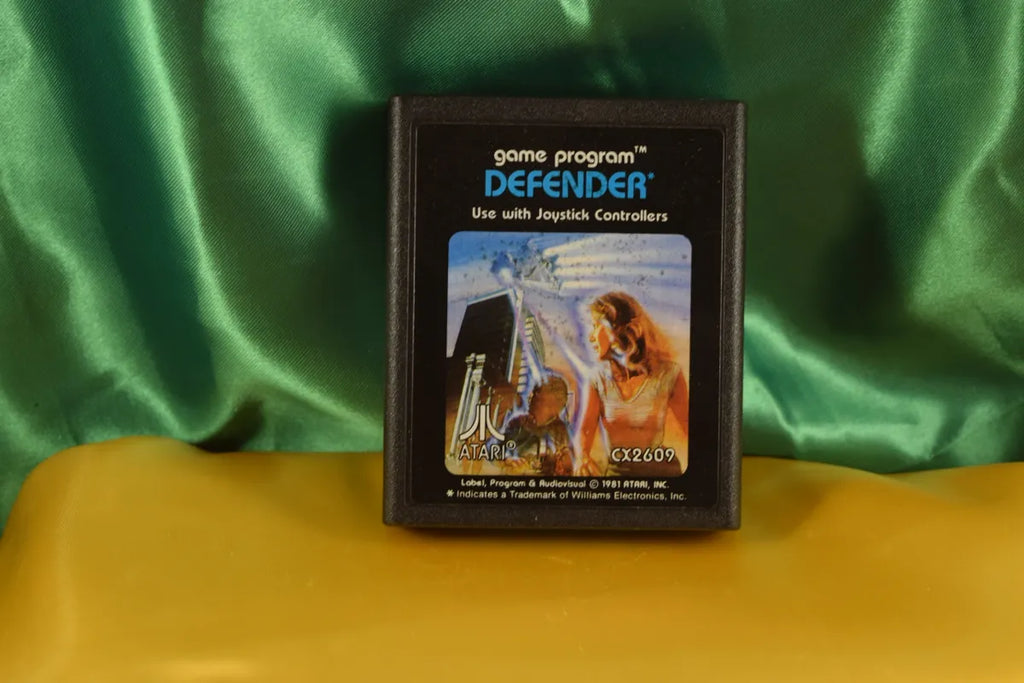 game program™
DEFENDER*
Use with Joystick Controllers
ATARI®
CX2609
Label, Program & Audiovisual © 1981 ATARI, INC.
* Indicates a Trademark of Williams Electronics, Inc.